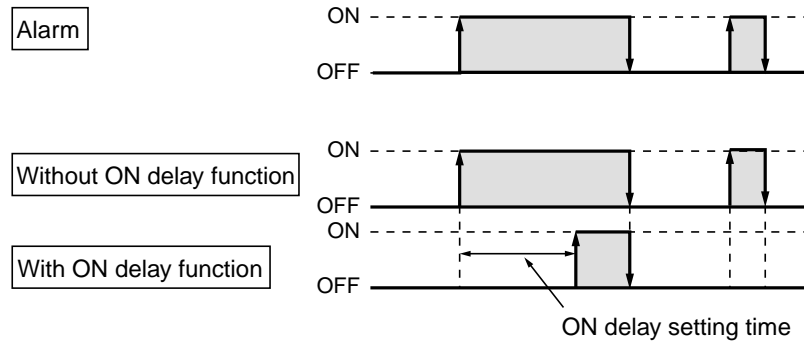 ON
Alarm
OFF
ON
Without ON delay function
OFF
ON
With ON delay function
OFF
ON delay setting time